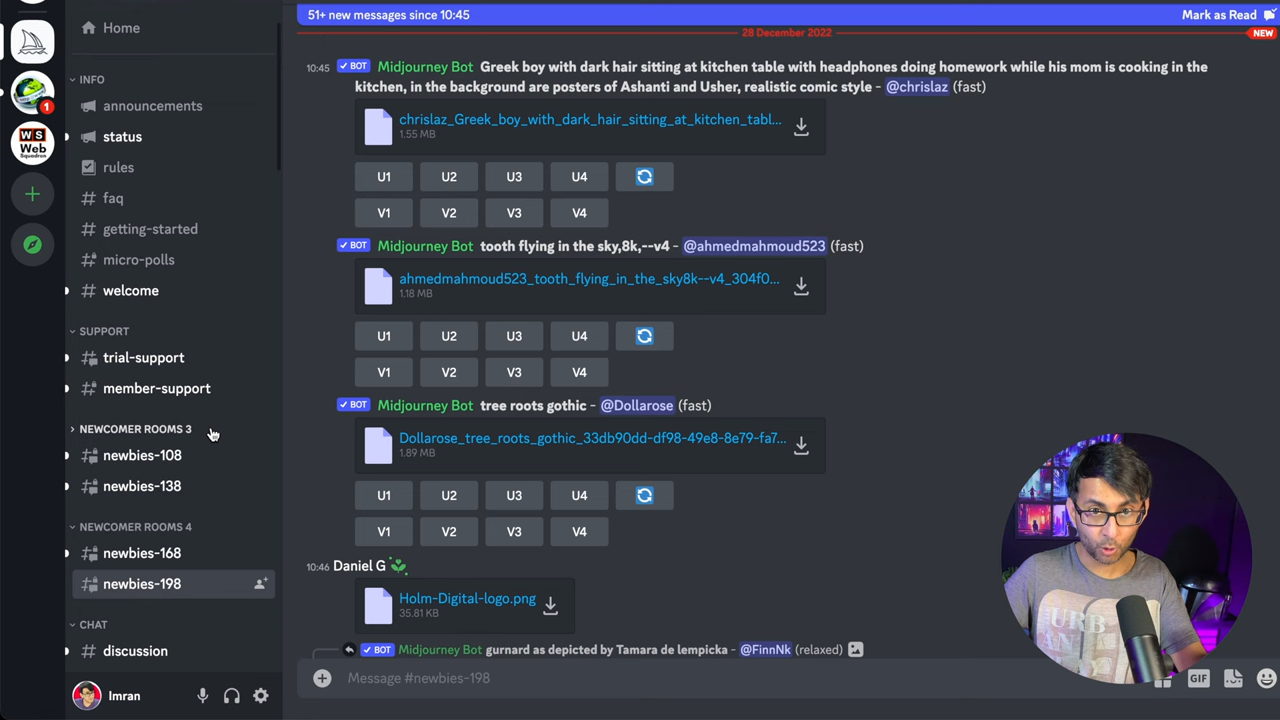 Home
INFO
announcements
status
rules
faq
getting-started
micro-polls
welcome
SUPPORT
trial-support
member-support
NEWCOMER ROOMS 3
newbies-108
newbies-138
NEWCOMER ROOMS 4
newbies-168
newbies-198
CHAT
discussion
Imran
1
WS
Web
Squadron
51+ new messages since 10:45
Mark as Read
28 December 2022
NEW
10:45 ✓ BOT Midjourney Bot Greek boy with dark hair sitting at kitchen table with headphones doing homework while his mom is cooking in the
kitchen, in the background are posters of Ashanti and Usher, realistic comic style - @chrislaz (fast)
chrislaz_Greek_boy_with_dark_hair_sitting_at_kitchen_tabl...
1.55 MB
U1 U2 U3 U4
V1 V2 V3 V4
✓ BOT Midjourney Bot tooth flying in the sky,8k,--v4 - @ahmedmahmoud523 (fast)
ahmedmahmoud523_tooth_flying_in_the_sky8k--v4_304f0...
1.18 MB
U1 U2 U3 U4
V1 V2 V3 V4
✓ BOT Midjourney Bot tree roots gothic - @Dollarose (fast)
Dollarose_tree_roots_gothic_33db90dd-df98-49e8-8e79-fa7...
1.89 MB
U1 U2 U3 U4
V1 V2 V3 V4
10:46 Daniel G
Holm-Digital-logo.png
35.81 KB
✓ BOT Midjourney Bot gurnard as depicted by Tamara de lempicka - @FinnNk (relaxed)
Message #newbies-198
GIF